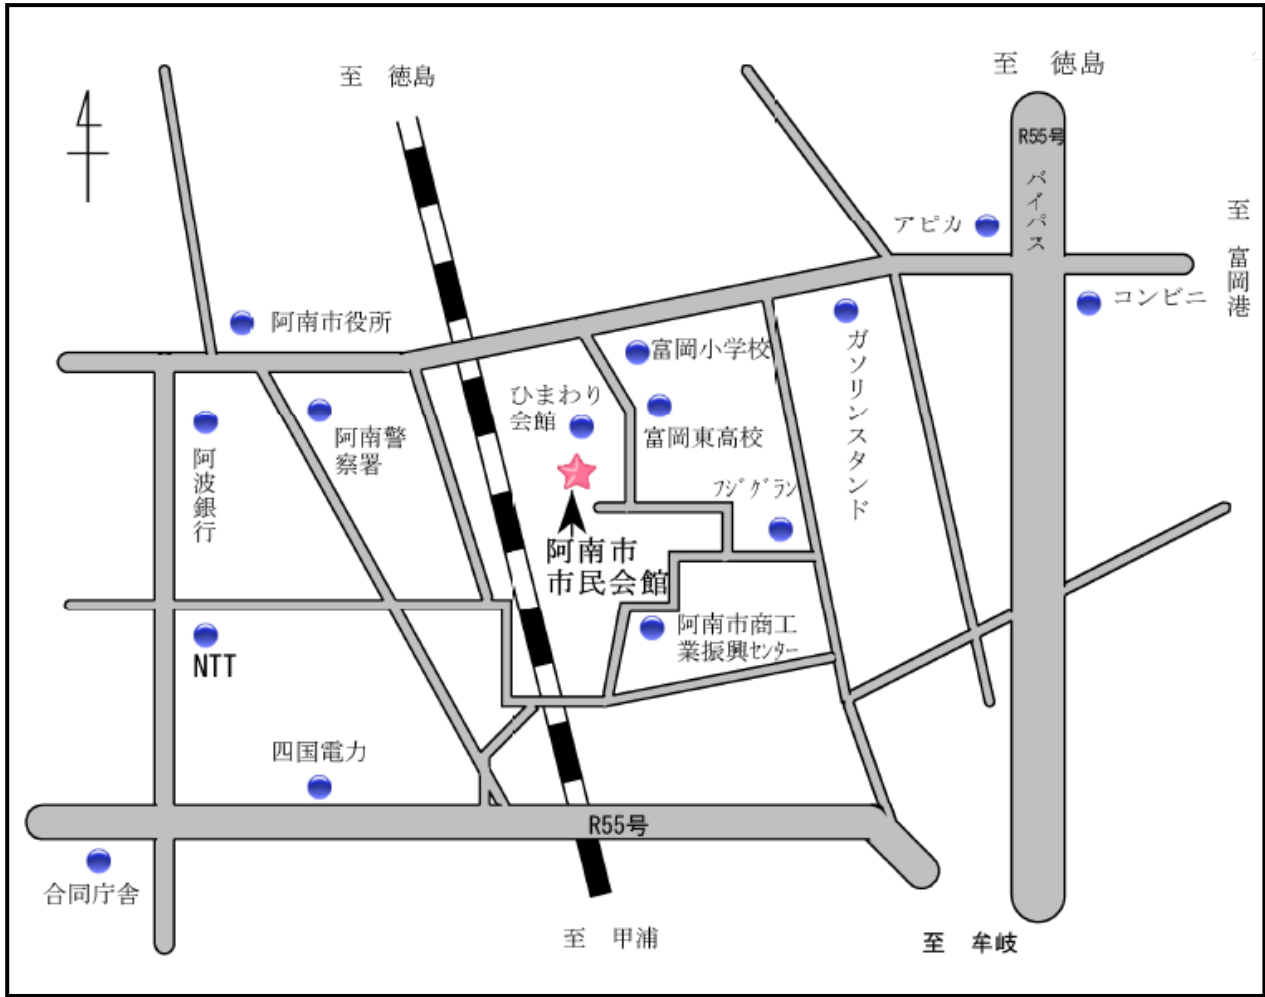 至　徳島
至　徳島
R55号
バイパス
至　富岡港
アピカ
コンビニ
阿南市役所
富岡小学校
ガソリンスタンド
ひまわり
会館
富岡東高校
阿南警
察署
阿波銀行
ﾌｼﾞｸﾞﾗﾝ
阿南市
市民会館
阿南市商工
業振興ｾﾝﾀｰ
NTT
四国電力
R55号
合同庁舎
至　甲浦
至　牟岐